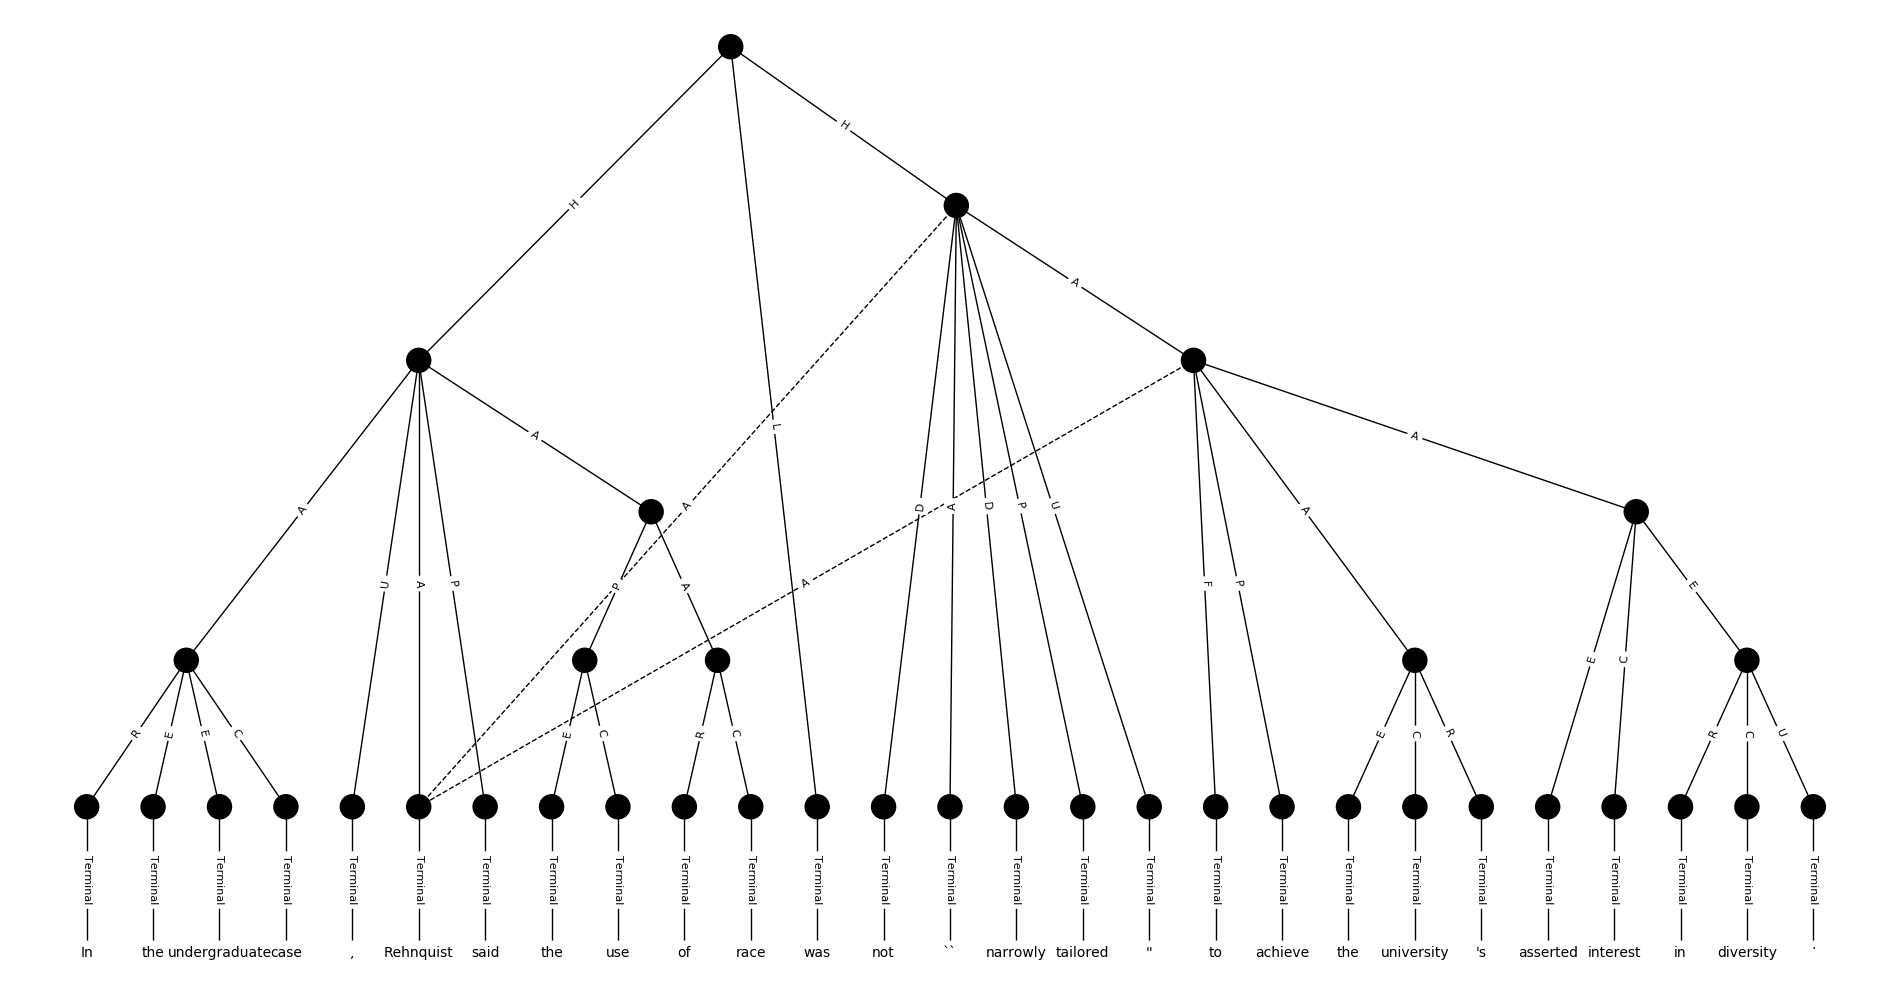 H
H
A
A
A
L
A
D
A
D
P
U
A
A
U
A
P
P
A
A
F
P
E
E
C
R
E
E
C
E
C
R
C
E
C
R
R
C
U
Terminal Terminal Terminal Terminal Terminal Terminal Terminal Terminal Terminal Terminal Terminal Terminal Terminal Terminal Terminal Terminal Terminal Terminal Terminal Terminal Terminal Terminal Terminal Terminal Terminal Terminal Terminal
In the undergraduate case , Rehnquist said the use of race was not `` narrowly tailored " to achieve the university 's asserted interest in diversity .